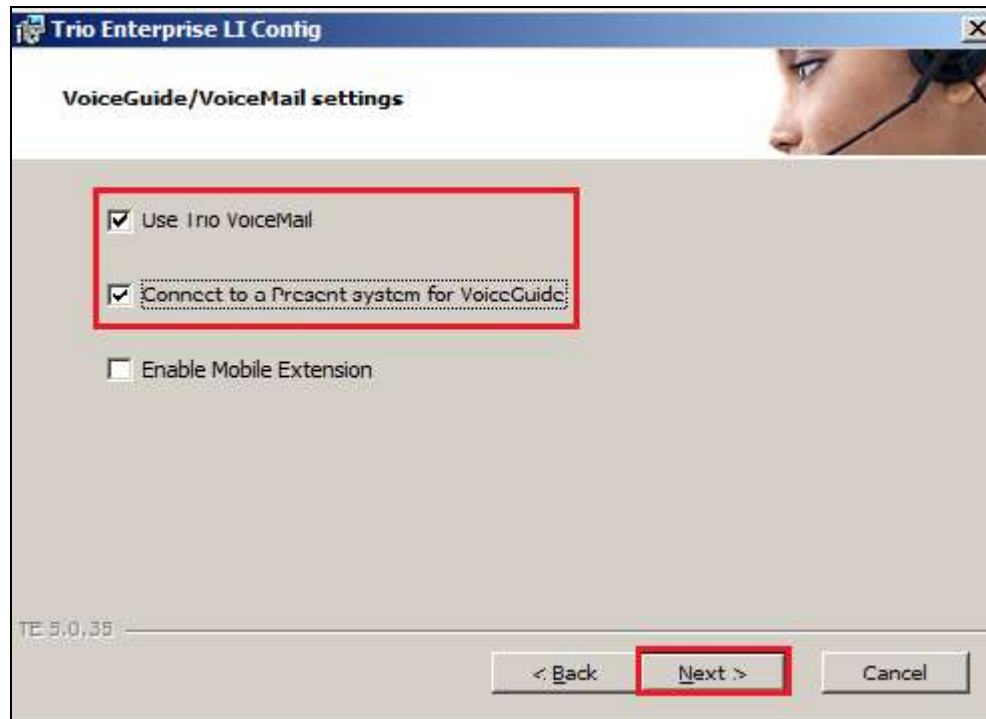 Trio Enterprise LI Config
VoiceGuide/VoiceMail settings
Use Trio VoiceMail
Connect to a Present system for VoiceGuide
Enable Mobile Extension
TE 5.0.35
< Back
Next >
Cancel